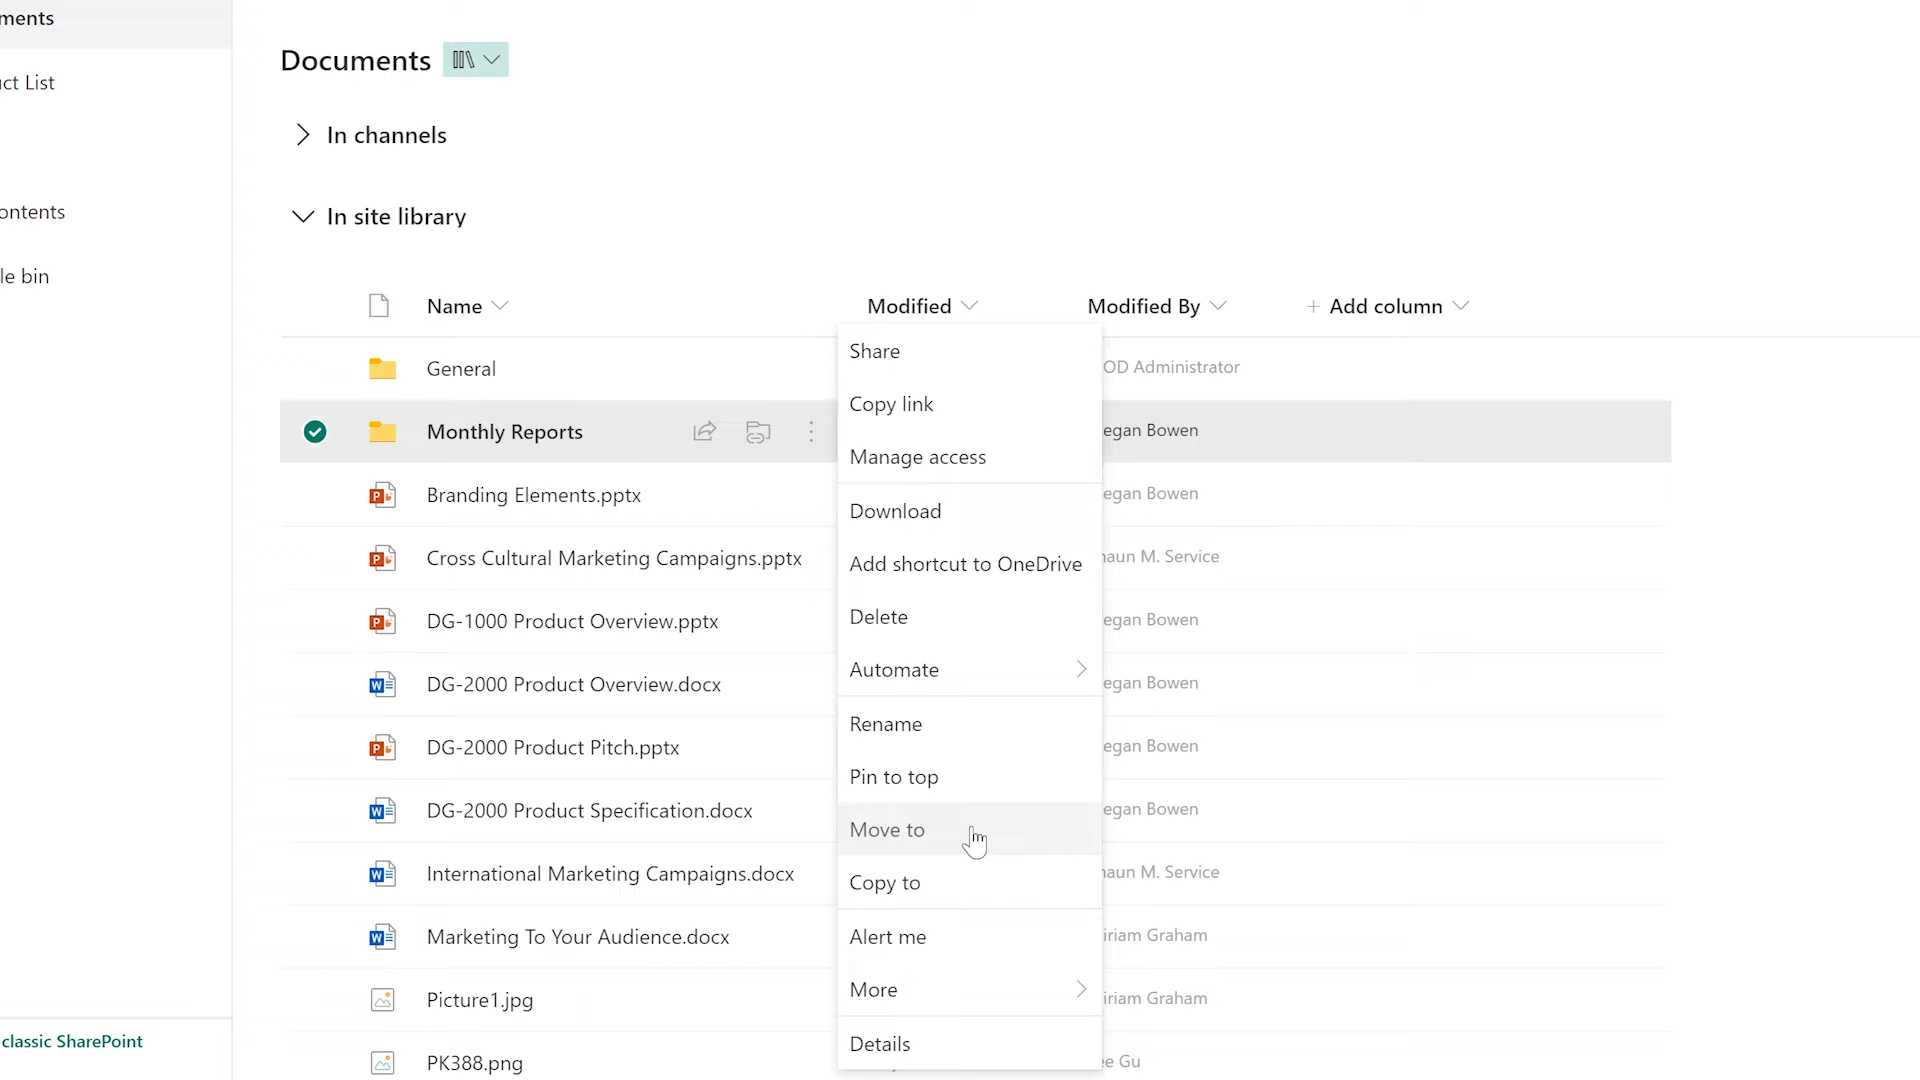 ments
ct List
ontents
le bin
classic SharePoint
Documents
In channels
In site library
Name Modified Modified By + Add column
General OD Administrator
Monthly Reports egan Bowen
Branding Elements.pptx egan Bowen
Cross Cultural Marketing Campaigns.pptx haun M. Service
DG-1000 Product Overview.pptx egan Bowen
DG-2000 Product Overview.docx egan Bowen
DG-2000 Product Pitch.pptx egan Bowen
DG-2000 Product Specification.docx egan Bowen
International Marketing Campaigns.docx haun M. Service
Marketing To Your Audience.docx iriam Graham
Picture1.jpg iriam Graham
PK388.png ee Gu
Share
Copy link
Manage access
Download
Add shortcut to OneDrive
Delete
Automate
Rename
Pin to top
Move to
Copy to
Alert me
More
Details